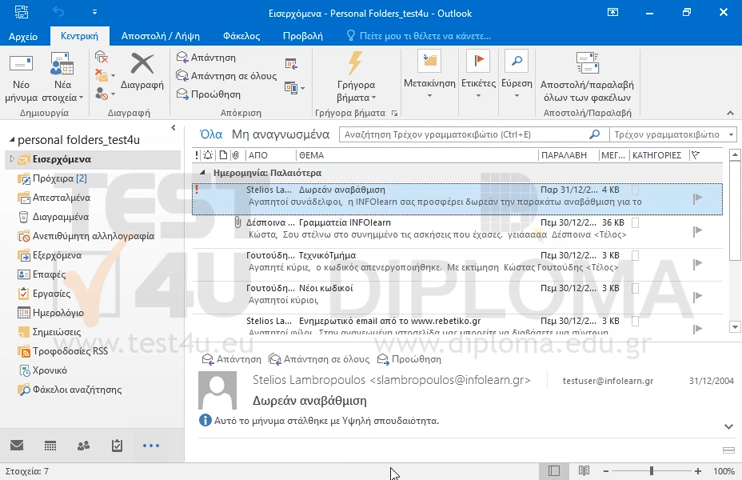 Εισερχόμενα - Personal Folders_test4u - Outlook
Αρχείο Κεντρική Αποστολή / Λήψη Φάκελος Προβολή Πείτε μου τι θέλετε να κάνετε...
Νέο μήνυμα
Νέα στοιχεία
Δημιουργία
Διαγραφή
Διαγραφή
Απάντηση
Απάντηση σε όλους
Προώθηση
Απόκριση
Γρήγορα βήματα
Γρήγορα βήματα
Μετακίνηση
Ετικέτες
Εύρεση
Αποστολή/παραλαβή όλων των φακέλων
Αποστολή/Παραλαβή
personal folders_test4u
Εισερχόμενα
Πρόχειρα [2]
Απεσταλμένα
Διαγραμμένα
Ανεπιθύμητη αλληλογραφία
Εξερχόμενα
Επαφές
Εργασίες
Ημερολόγιο
Σημειώσεις
Τροφοδοσίες RSS
Χρονικό
Φάκελοι αναζήτησης
Όλα Μη αναγνωσμένα
Αναζήτηση Τρέχον γραμματοκιβώτιο (Ctrl+E) Τρέχον γραμματοκιβώτιο
ΑΠΟ ΘΕΜΑ ΠΑΡΑΛΑΒΗ ΜΕΓ... ΚΑΤΗΓΟΡΙΕΣ
Ημερομηνία: Παλαιότερα
Stelios La... Δωρεάν αναβάθμιση Παρ 31/12/2... 4 KB
Αγαπητοί συνάδελφοι, η INFOlearn σας προσφέρει δωρεάν την παρακάτω αναβάθμιση για το
Δέσποινα ... Γραμματεία INFOlearn Πεμ 30/12/2... 36 KB
Κώστα, Σου στέλνω στο συνημμένο τις ασκήσεις που έχασες. γειάαααα Δέσποινα <Τέλος>
Γουτούδη... ΤεχνικόΤμήμα Πεμ 30/12/2... 3 KB
Αγαπητέ κύριε, ο κωδικός απενεργοποιήθηκε. Με εκτίμηση Κώστας Γουτούδης <Τέλος>
Γουτούδη... Νέοι κωδικοί Πεμ 30/12/2... 3 KB
Αγαπητοί κύριοι,
Stelios La... Ενημερωτικό email από το www.rebetiko.gr Πεμ 30/12/2... 3 KB
Απάντηση Απάντηση σε όλους Προώθηση
Stelios Lambropoulos <slambropoulos@infolearn.gr> testuser@infolearn.gr 31/12/2004
Δωρεάν αναβάθμιση
Αυτό το μήνυμα στάλθηκε με Υψηλή σπουδαιότητα.
Στοιχεία: 7 100%
TEST 4U DIPLOMA
www.test4u.eu www.diploma.edu.gr